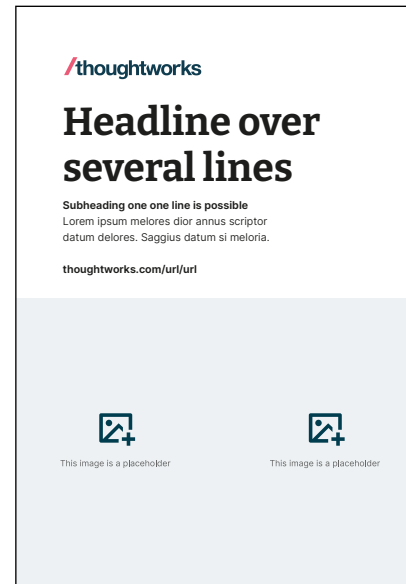 /thoughtworks
Headline over
several lines
Subheading one one line is possible
Lorem ipsum melores dior annus scriptor
datum delores. Saggius datum si meloria.
thoughtworks.com/url/url
This image is a placeholder
This image is a placeholder